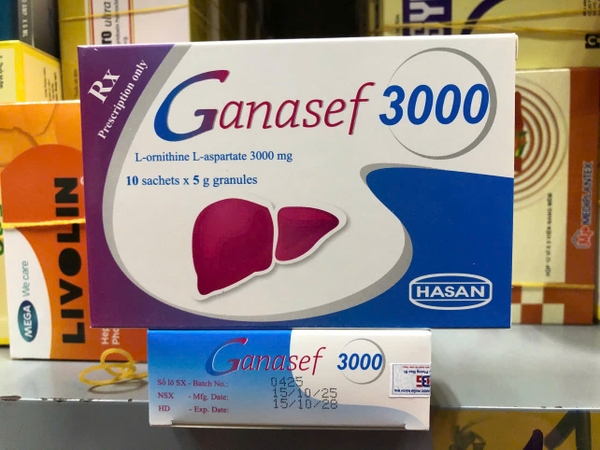 Rx
Prescription only
Ganasef 3000
L-ornithine L-aspartate 3000 mg
10 sachets x 5 g granules
HASAN
MEGA We care
LIVOLIN
MEDIPLANTEX
Ganasef 3000
Số lô SX - Batch No.: 0425
NSX - Mfg. Date: 15/10/25
HD - Exp. Date: 15/10/28